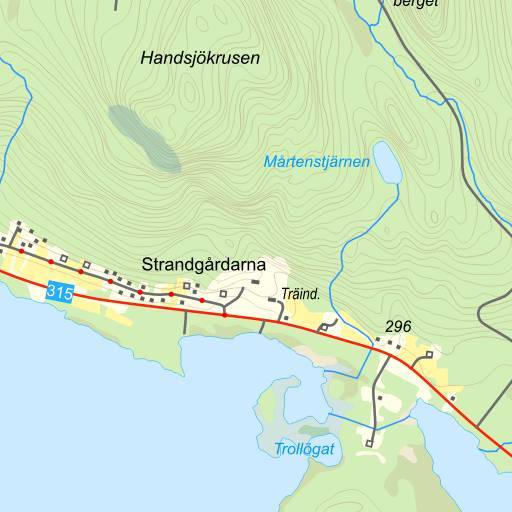 berget
Handsjökrusen
Mårtenstjärnen
Strandgårdarna
315
Träind.
296
Trollögat